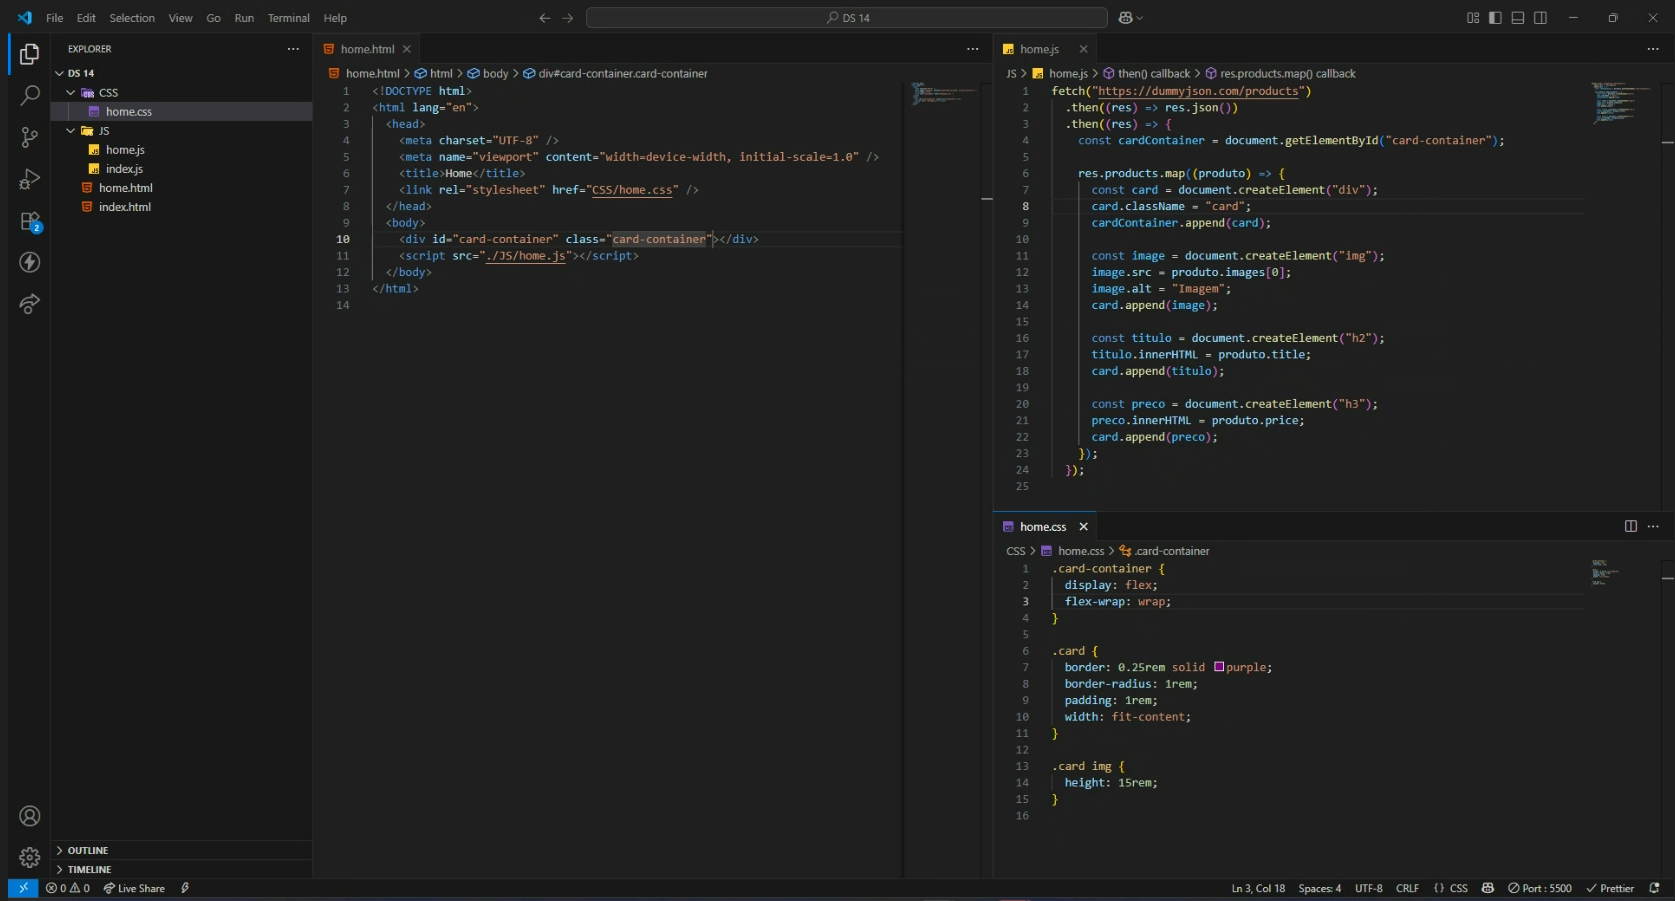 File Edit Selection View Go Run Terminal Help
DS 14
EXPLORER
DS 14
CSS
home.css
JS
home.js
index.js
home.html
index.html
OUTLINE
TIMELINE
home.html
home.html > html > body > div#card-container.card-container
1 <!DOCTYPE html>
2 <html lang="en">
3 <head>
4 <meta charset="UTF-8" />
5 <meta name="viewport" content="width=device-width, initial-scale=1.0" />
6 <title>Home</title>
7 <link rel="stylesheet" href="CSS/home.css" />
8 </head>
9 <body>
10 <div id="card-container" class="card-container"></div>
11 <script src="./JS/home.js"></script>
12 </body>
13 </html>
14
home.js
JS > home.js > then() callback > res.products.map() callback
1 fetch("https://dummyjson.com/products")
2 .then((res) => res.json())
3 .then((res) => {
4 const cardContainer = document.getElementById("card-container");
5
6 res.products.map((produto) => {
7 const card = document.createElement("div");
8 card.className = "card";
9 cardContainer.append(card);
10
11 const image = document.createElement("img");
12 image.src = produto.images[0];
13 image.alt = "Imagem";
14 card.append(image);
15
16 const titulo = document.createElement("h2");
17 titulo.innerHTML = produto.title;
18 card.append(titulo);
19
20 const preco = document.createElement("h3");
21 preco.innerHTML = produto.price;
22 card.append(preco);
23 });
24 });
25
home.css
CSS > home.css > .card-container
1 .card-container {
2 display: flex;
3 flex-wrap: wrap;
4 }
5
6 .card {
7 border: 0.25rem solid purple;
8 border-radius: 1rem;
9 padding: 1rem;
10 width: fit-content;
11 }
12
13 .card img {
14 height: 15rem;
15 }
16
2
0 0 Live Share
Ln 3, Col 18 Spaces: 4 UTF-8 CRLF {} CSS Port : 5500 Prettier